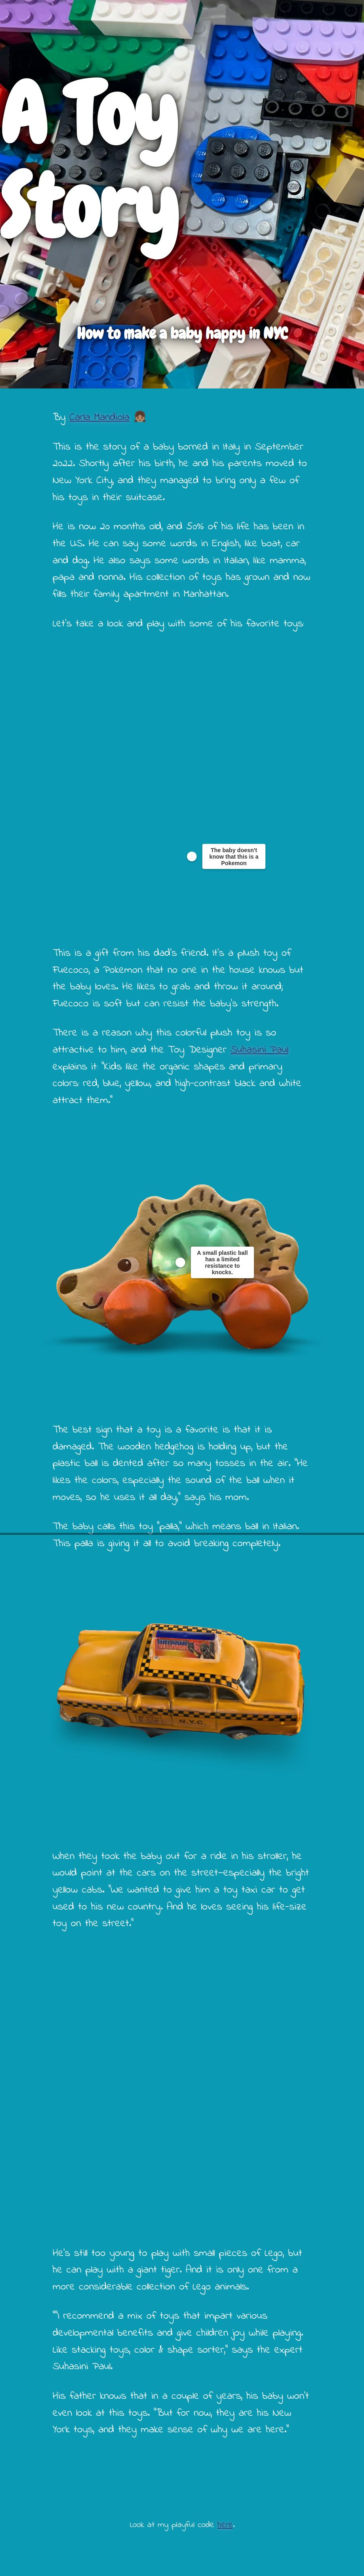 A Toy
Story
How to make a baby happy in NYC
By Carla Mandiola 👧🏽
This is the story of a baby borned in Italy in September
2022. Shortly after his birth, he and his parents moved to
New York City, and they managed to bring only a few of
his toys in their suitcase.
He is now 20 months old, and 50% of his life has been in
the U.S. He can say some words in English, like boat, car
and dog. He also says some words in Italian, like mamma,
papa and nonna. His collection of toys has grown and now
fills their family apartment in Manhattan.
Let's take a look and play with some of his favorite toys:
The baby doesn't
know that this is a
Pokemon
This is a gift from his dad's friend. It's a plush toy of
Fuecoco, a Pokemon that no one in the house knows but
the baby loves. He likes to grab and throw it around;
Fuecoco is soft but can resist the baby's strength.
There is a reason why this colorful plush toy is so
attractive to him, and the Toy Designer Suhasini Paul
explains it "Kids like the organic shapes and primary
colors: red, blue, yellow, and high-contrast black and white
attract them."
A small plastic ball
has a limited
resistance to
knocks.
The best sign that a toy is a favorite is that it is
damaged. The wooden hedgehog is holding up, but the
plastic ball is dented after so many tosses in the air. "He
likes the colors, especially the sound of the ball when it
moves, so he uses it all day," says his mom.
The baby calls this toy "palla," which means ball in Italian.
This palla is giving it all to avoid breaking completely.
N.Y.C.
When they took the baby out for a ride in his stroller, he
would point at the cars on the street—especially the bright
yellow cabs. "We wanted to give him a toy taxi car to get
used to his new country. And he loves seeing his life-size
toy on the street."
He's still too young to play with small pieces of Lego, but
he can play with a giant tiger. And it is only one from a
more considerable collection of Lego animals.
"I recommend a mix of toys that impart various
developmental benefits and give children joy while playing.
Like stacking toys, color & shape sorter," says the expert
Suhasini Paul.
His father knows that in a couple of years, his baby won't
even look at this toys. "But for now, they are his New
York toys, and they make sense of why we are here."
Look at my playful code here.